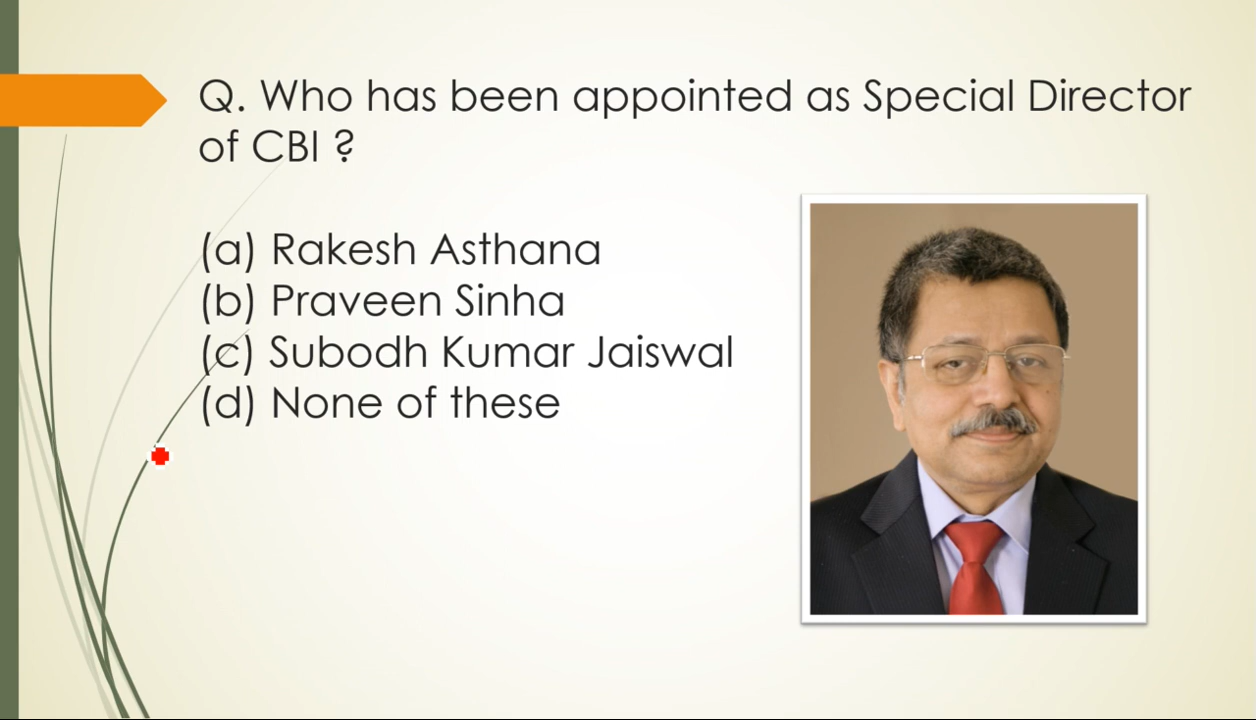 Q. Who has been appointed as Special Director
of CBI ?
(a) Rakesh Asthana
(b) Praveen Sinha
(c) Subodh Kumar Jaiswal
(d) None of these